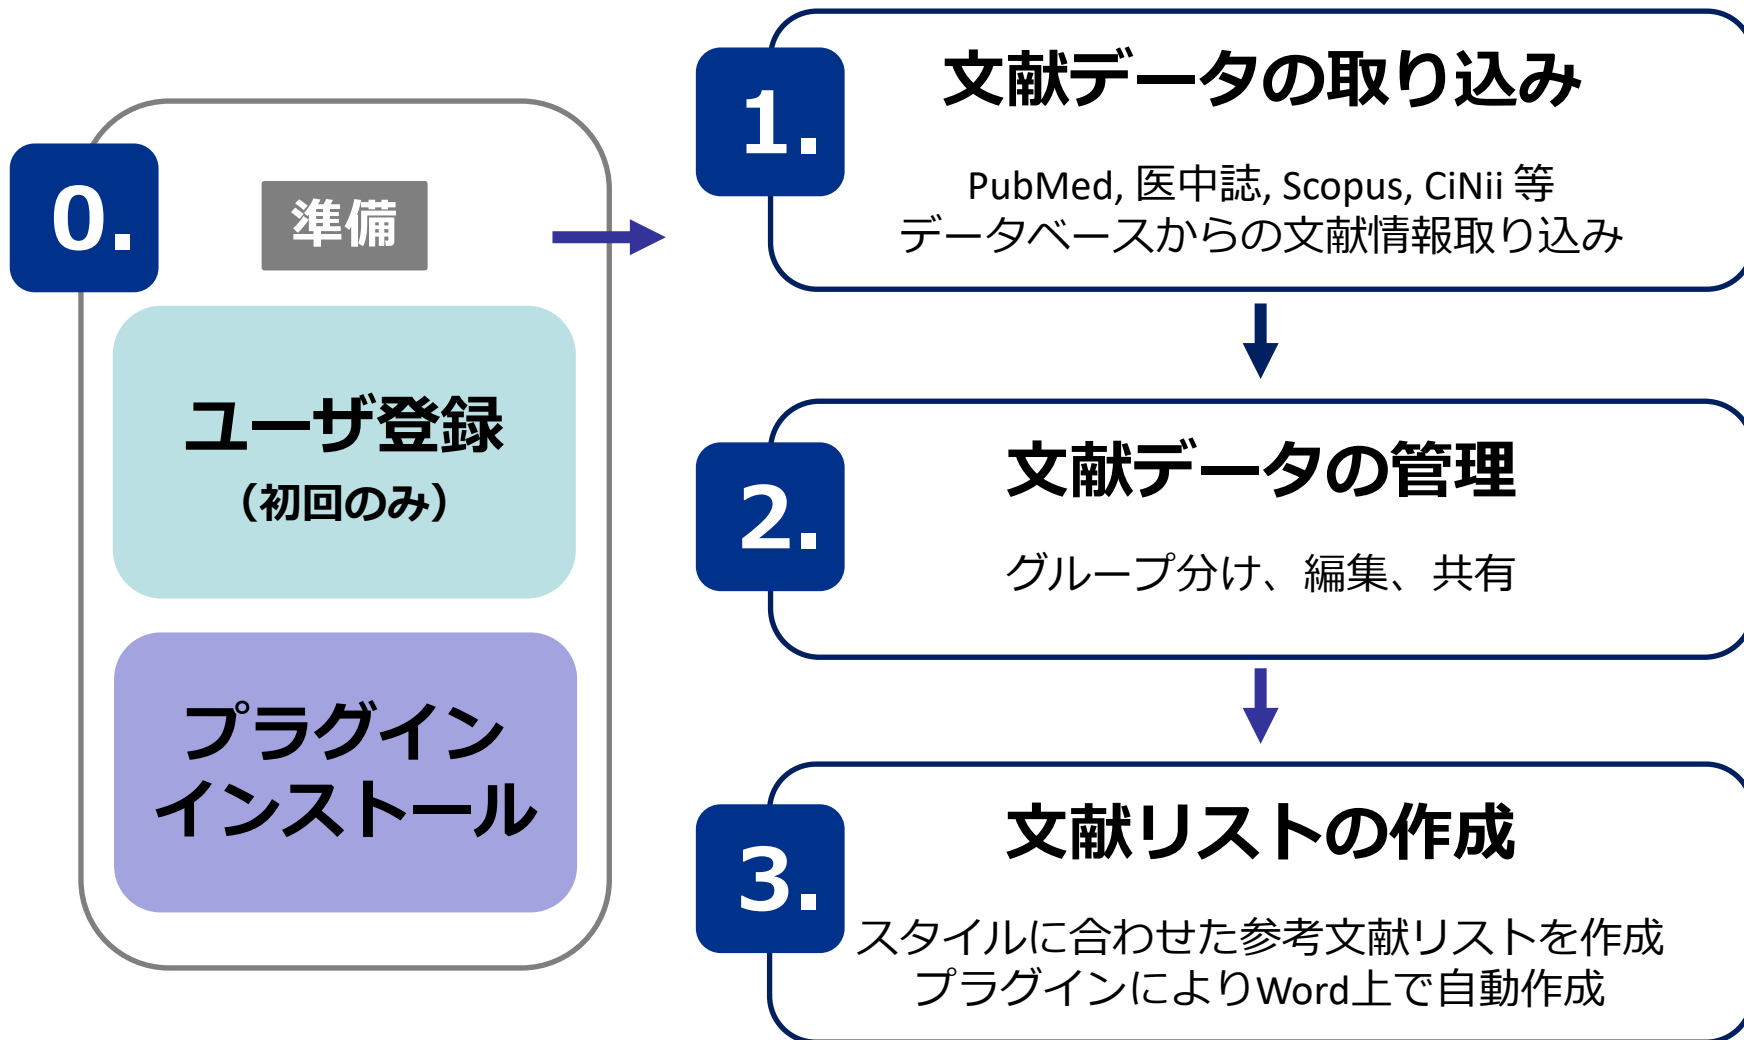 0.
準備
ユーザ登録
（初回のみ）
プラグイン
インストール
1.
文献データの取り込み
PubMed, 医中誌, Scopus, CiNii 等
データベースからの文献情報取り込み
2.
文献データの管理
グループ分け、編集、共有
3.
文献リストの作成
スタイルに合わせた参考文献リストを作成
プラグインによりWord上で自動作成